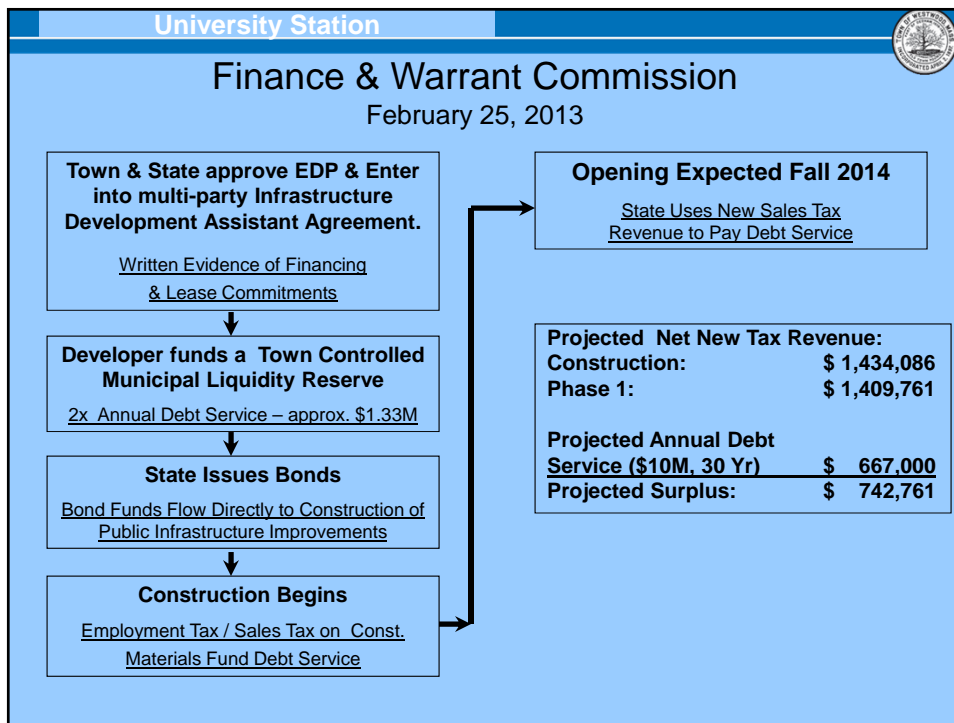 University Station
TOWN OF WESTWOOD, MASS
Finance & Warrant Commission
February 25, 2013
Town & State approve EDP & Enter
into multi-party Infrastructure
Development Assistant Agreement.
Written Evidence of Financing
& Lease Commitments
Developer funds a Town Controlled
Municipal Liquidity Reserve
2x Annual Debt Service – approx. $1.33M
State Issues Bonds
Bond Funds Flow Directly to Construction of
Public Infrastructure Improvements
Construction Begins
Employment Tax / Sales Tax on Const.
Materials Fund Debt Service
Opening Expected Fall 2014
State Uses New Sales Tax
Revenue to Pay Debt Service
Projected Net New Tax Revenue:
Construction: $ 1,434,086
Phase 1: $ 1,409,761
Projected Annual Debt
Service ($10M, 30 Yr) $ 667,000
Projected Surplus: $ 742,761